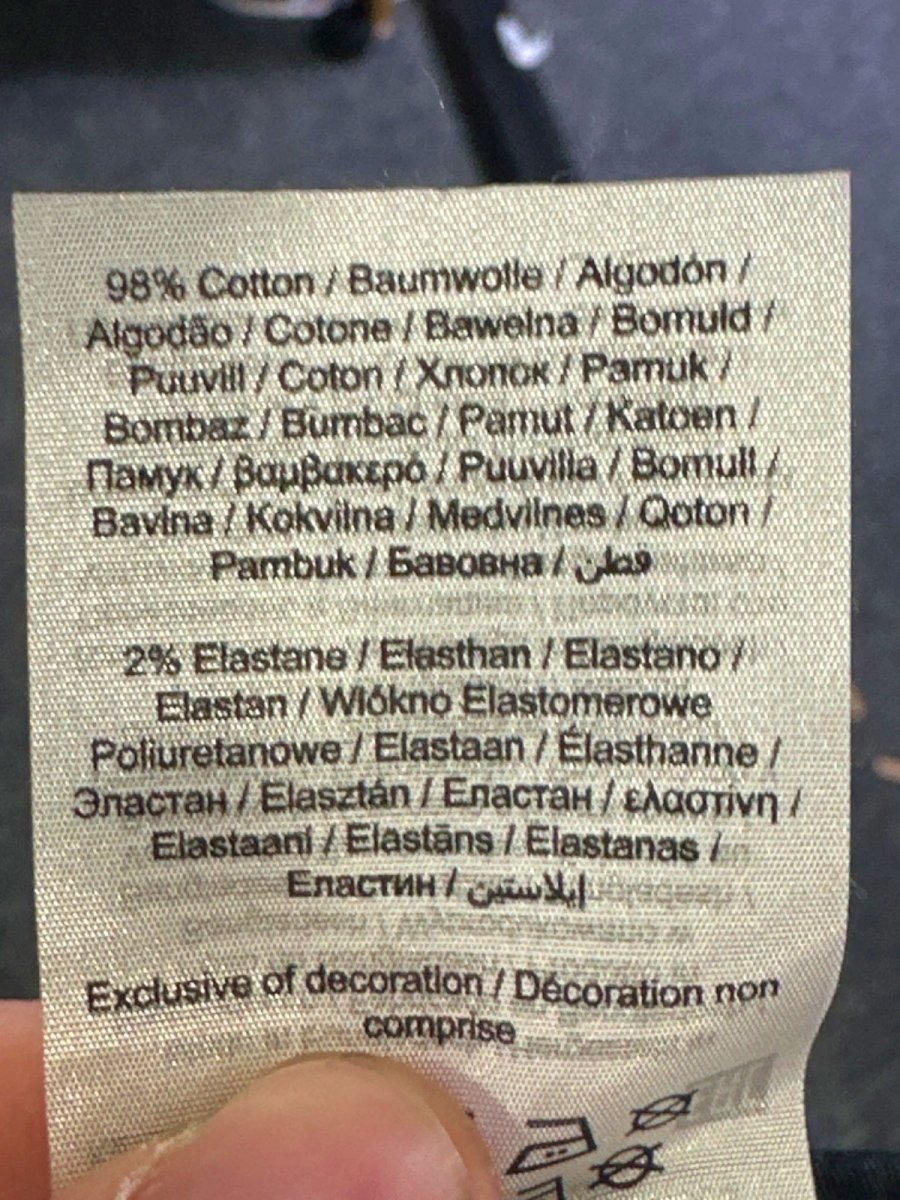 98% Cotton / Baumwolle / Algodón /
Algodão / Cotone / Bawełna / Bomuld /
Puuvill / Coton / Хлопок / Pamuk /
Bombaž / Bumbac / Pamut / Katoen /
Памук / βαμβακερό / Puuvilla / Bomull /
Bavlna / Kokvilna / Medvilnės / Qoton /
Pambuk / Бавовна / قطن
2% Elastane / Elasthan / Elastano /
Elastan / Włókno Elastomerowe
Poliuretanowe / Elastaan / Élasthanne /
Эластан / Elasztán / Еластан / ελαστίνη /
Elastaani / Elastāns / Elastanas /
Еластин / إيلاستين
Exclusive of decoration / Décoration non
comprise